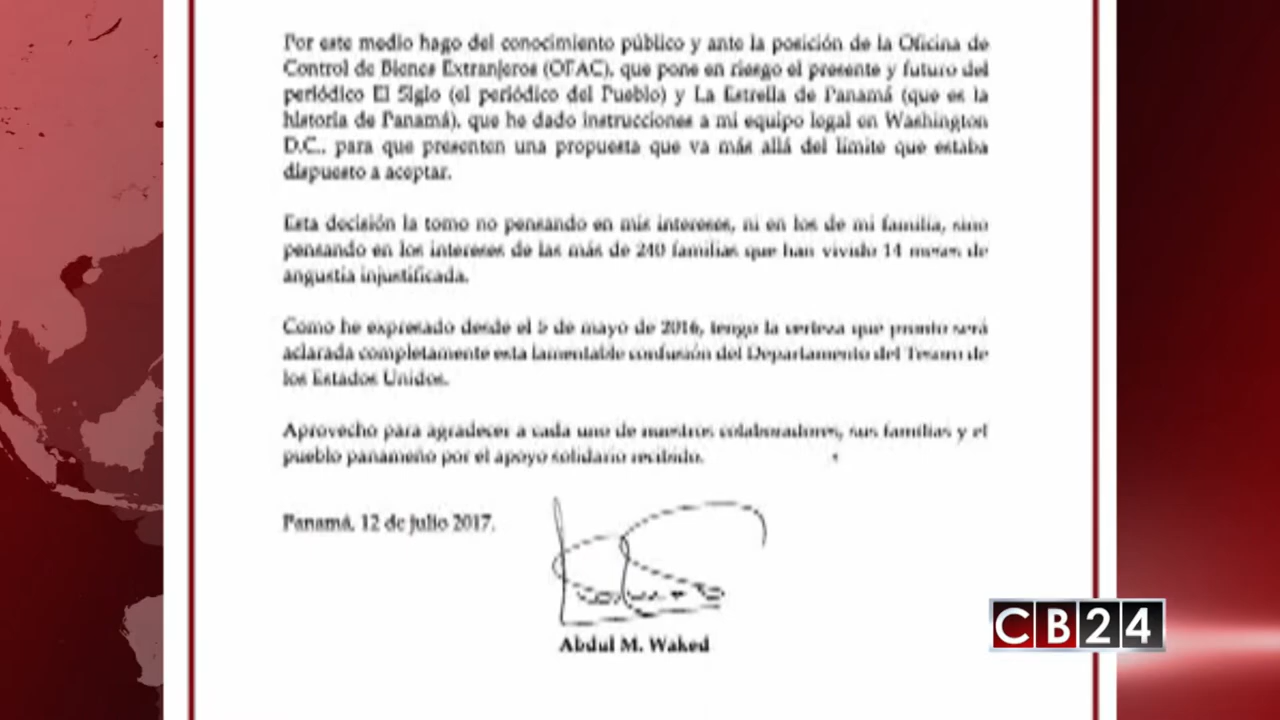 Por este medio hago del conocimiento público y ante la posición de la Oficina de
Control de Bienes Extranjeros (OFAC), que pone en riesgo el presente y futuro del
periódico El Siglo (el periódico del Pueblo) y La Estrella de Panamá (que es la
historia de Panamá), que he dado instrucciones a mi equipo legal en Washington
D.C., para que presenten una propuesta que va más allá del límite que estaba
dispuesto a aceptar.
Esta decisión la tomo no pensando en mis intereses, ni en los de mi familia, sino
pensando en los intereses de las más de 240 familias que han vivido 14 meses de
angustia injustificada.
Como he expresado desde el 5 de mayo de 2016, tengo la certeza que pronto será
aclarada completamente esta lamentable confusión del Departamento del Tesoro de
los Estados Unidos.
Aprovecho para agradecer a cada uno de nuestros colaboradores, sus familias y el
pueblo panameño por el apoyo solidario recibido.
Panamá, 12 de julio 2017.
Abdul M. Waked
CB24